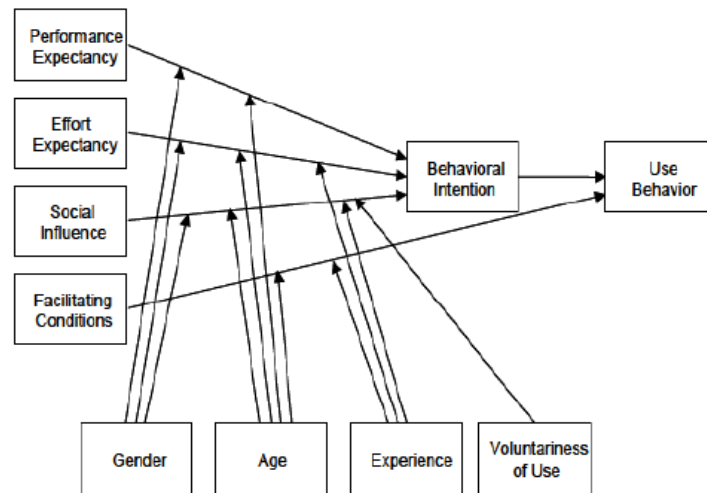 Performance
Expectancy
Effort
Expectancy
Social
Influence
Facilitating
Conditions
Behavioral
Intention
Use
Behavior
Gender
Age
Experience
Voluntariness
of Use